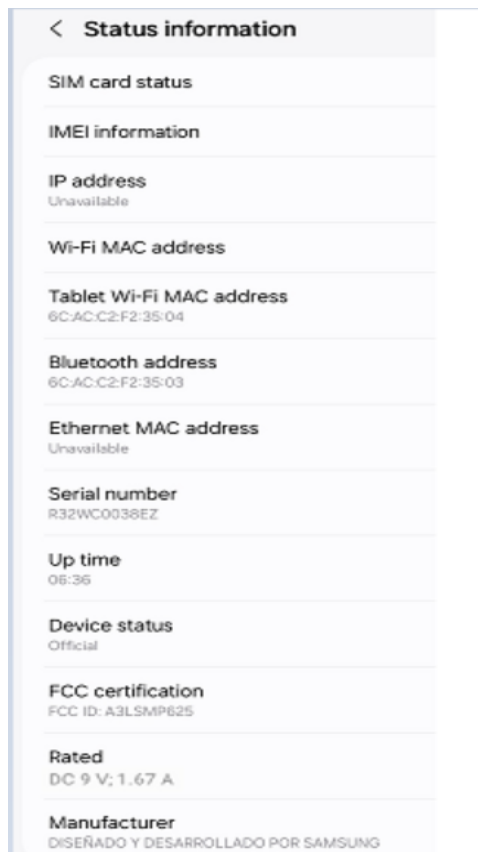 < Status information
SIM card status
IMEI information
IP address
Unavailable
Wi-Fi MAC address
Tablet Wi-Fi MAC address
6C:AC:C2:F2:35:04
Bluetooth address
6C:AC:C2:F2:35:03
Ethernet MAC address
Unavailable
Serial number
R32WC0038EZ
Up time
06:36
Device status
Official
FCC certification
FCC ID: A3LSMP625
Rated
DC 9 V; 1.67 A
Manufacturer
DISEÑADO Y DESARROLLADO POR SAMSUNG